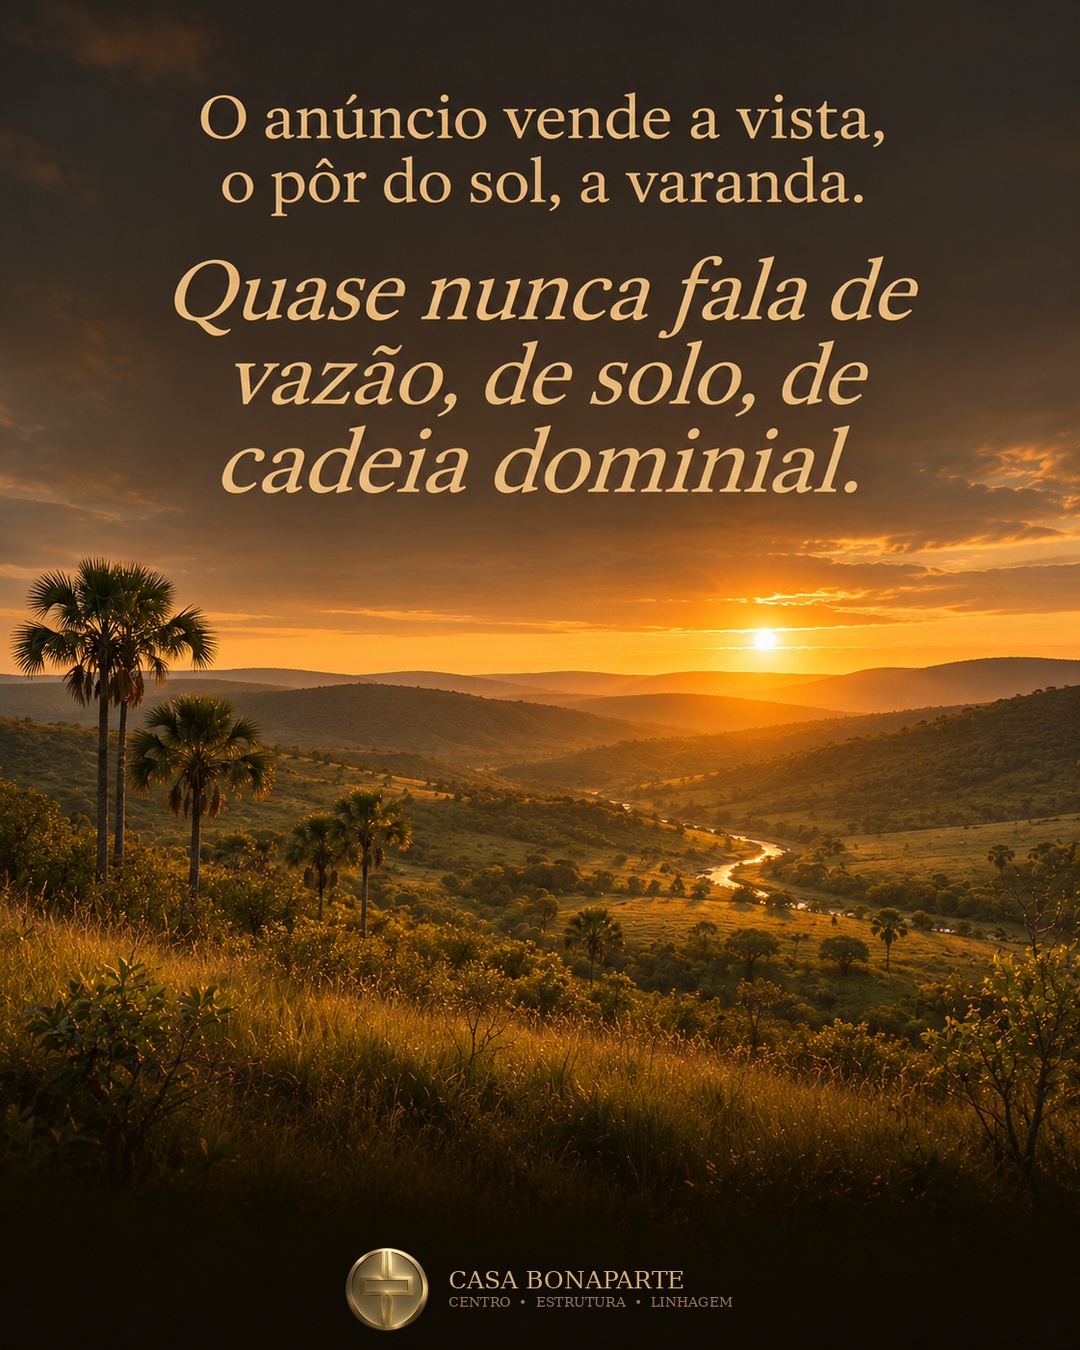 O anúncio vende a vista,
o pôr do sol, a varanda.
Quase nunca fala de
vazão, de solo, de
cadeia dominial.
CASA BONAPARTE
CENTRO • ESTRUTURA • LINHAGEM